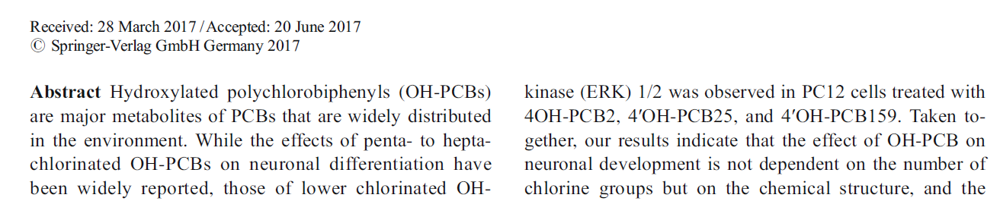 Received: 28 March 2017 / Accepted: 20 June 2017
© Springer-Verlag GmbH Germany 2017
Abstract Hydroxylated polychlorobiphenyls (OH-PCBs)
are major metabolites of PCBs that are widely distributed
in the environment. While the effects of penta- to hepta-
chlorinated OH-PCBs on neuronal differentiation have
been widely reported, those of lower chlorinated OH-
kinase (ERK) 1/2 was observed in PC12 cells treated with
4OH-PCB2, 4′OH-PCB25, and 4′OH-PCB159. Taken to-
gether, our results indicate that the effect of OH-PCB on
neuronal development is not dependent on the number of
chlorine groups but on the chemical structure, and the